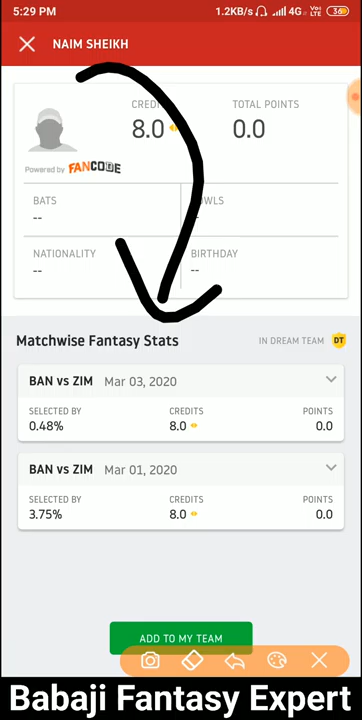 5:29 PM 1.2KB/s 4G Vo) LTE 36
NAIM SHEIKH
TOTAL POINTS
8.0 0.0
Powered by FANCODE
BATS
-- --
NATIONALITY BIRTHDAY
-- --
Matchwise Fantasy Stats IN DREAM TEAM DT
BAN vs ZIM Mar 03, 2020
SELECTED BY CREDITS POINTS
0.48% 8.0 0.0
BAN vs ZIM Mar 01, 2020
SELECTED BY CREDITS POINTS
3.75% 8.0 0.0
ADD TO MY TEAM
Babaji Fantasy Expert